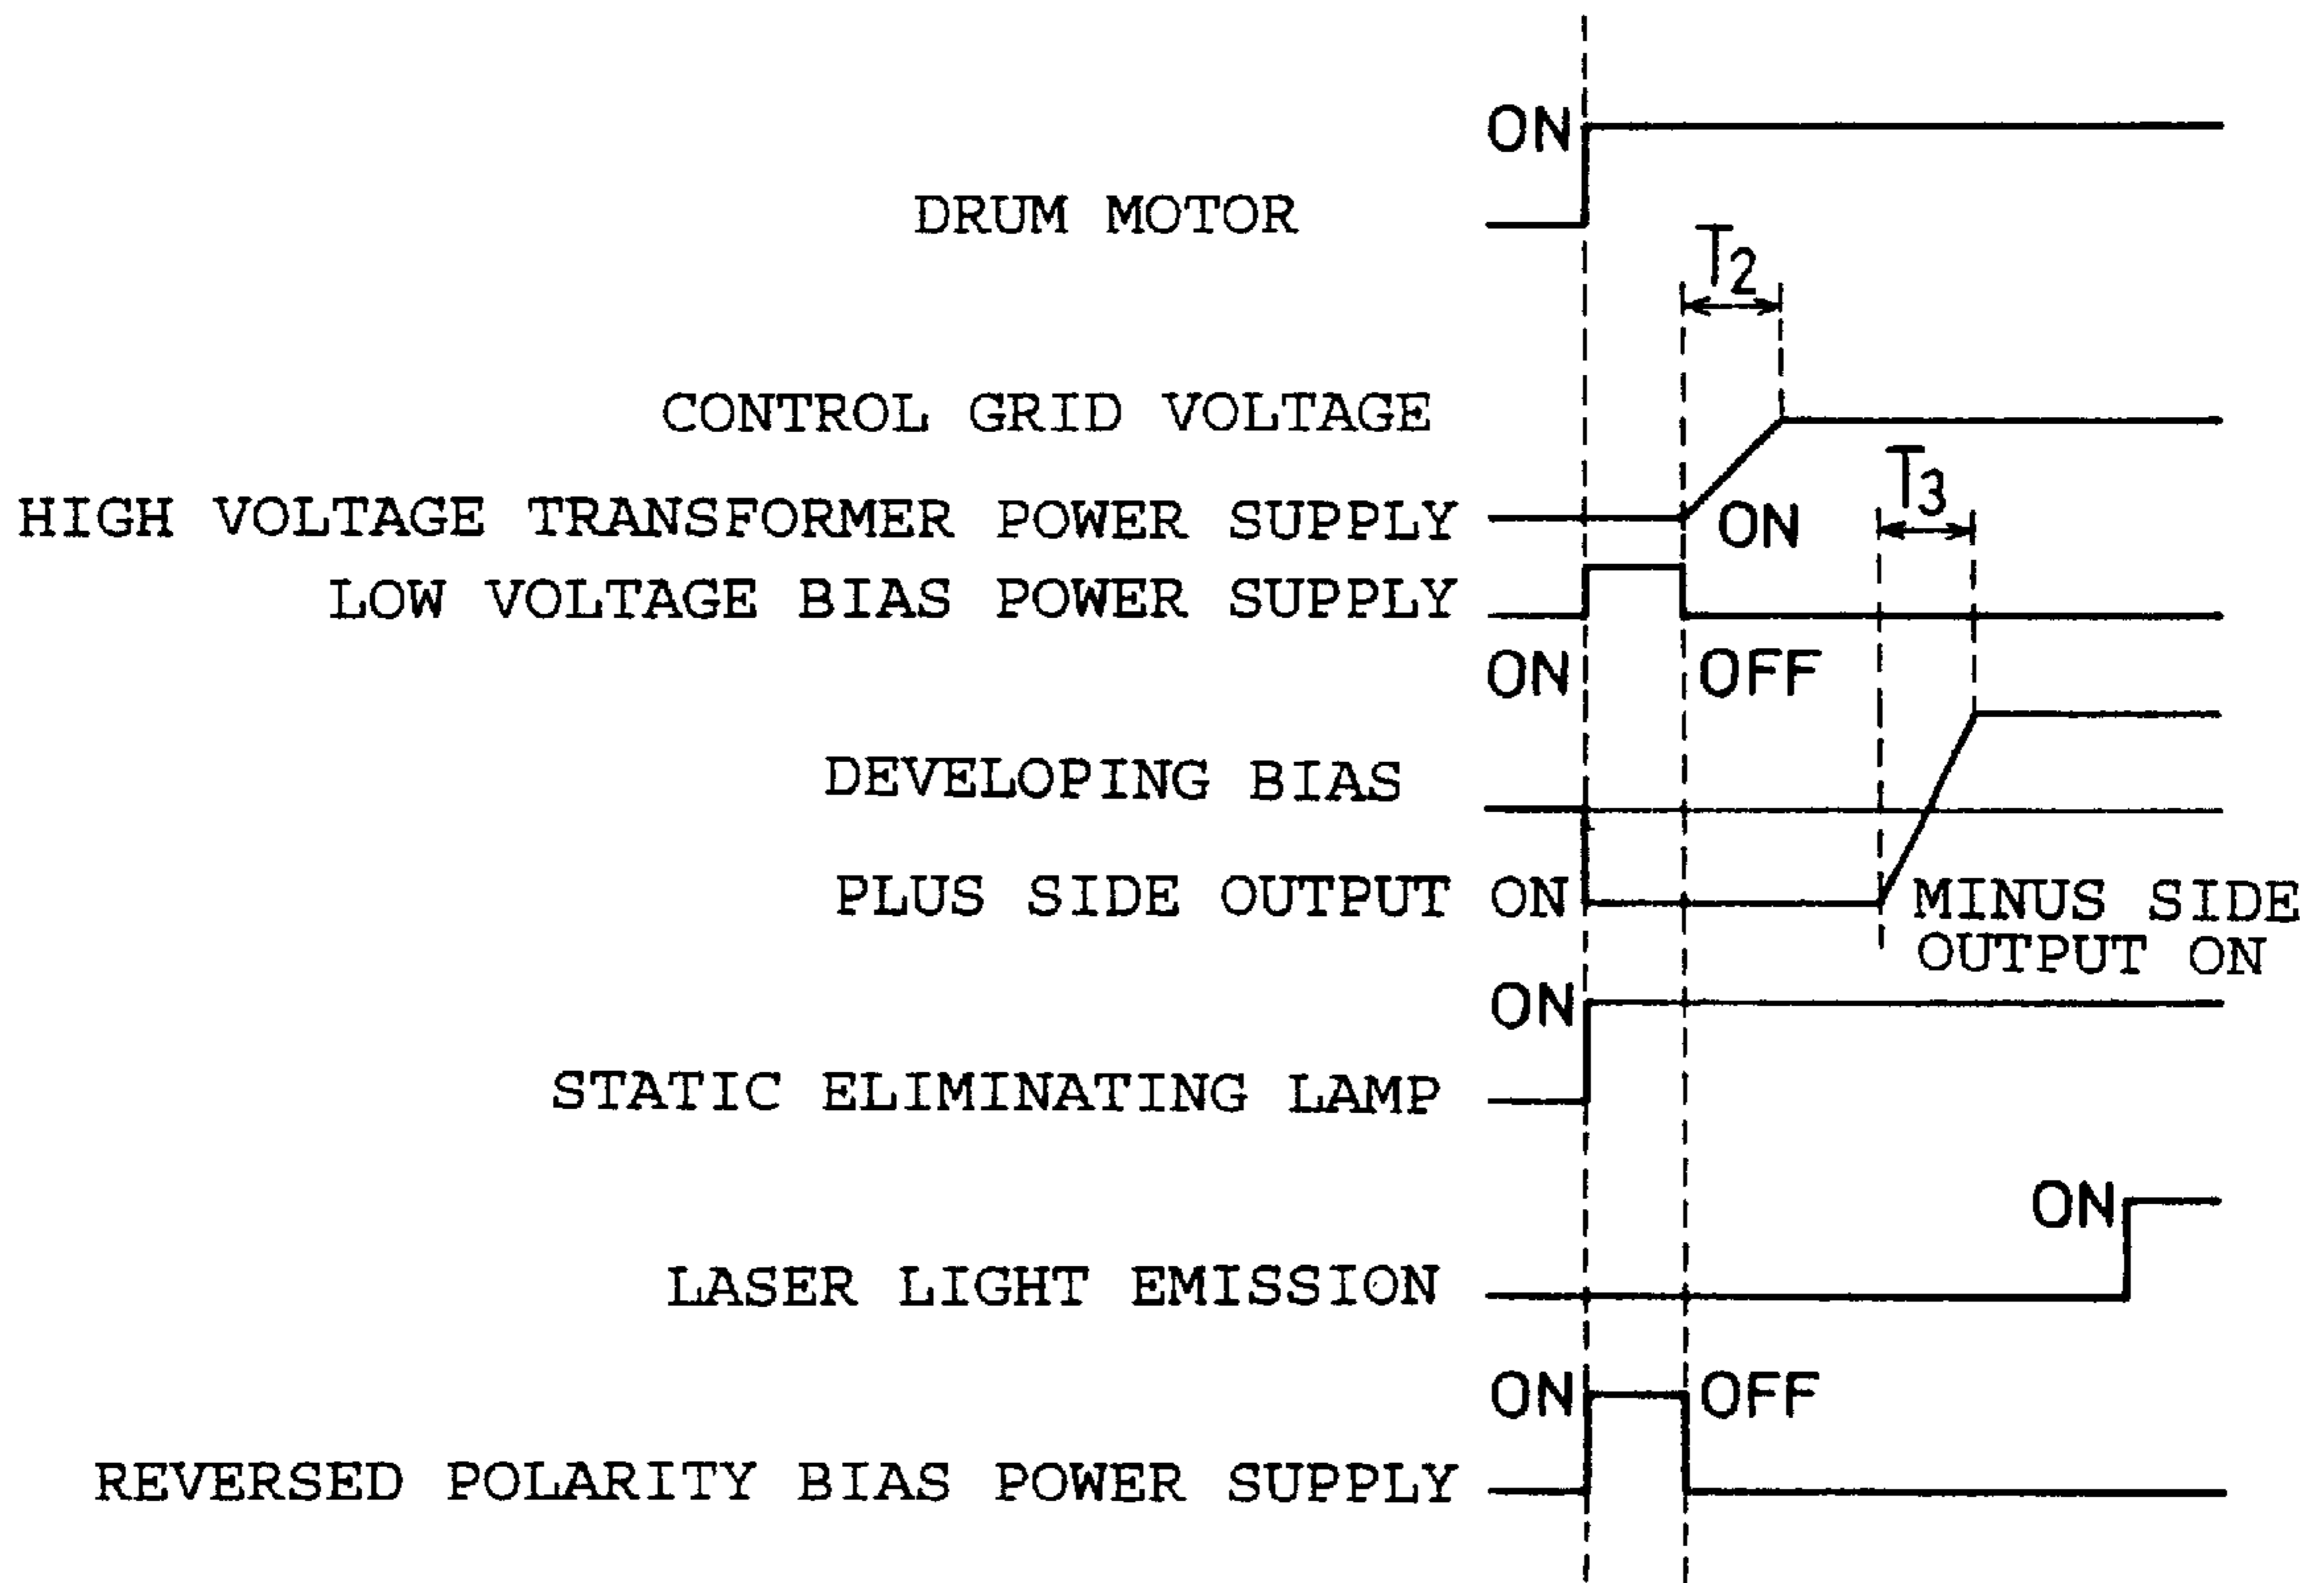 ON
DRUM MOTOR
T2
CONTROL GRID VOLTAGE
T3
HIGH VOLTAGE TRANSFORMER POWER SUPPLY
ON
LOW VOLTAGE BIAS POWER SUPPLY
ON
OFF
DEVELOPING BIAS
PLUS SIDE OUTPUT ON
MINUS SIDE
OUTPUT ON
ON
STATIC ELIMINATING LAMP
ON
LASER LIGHT EMISSION
ON
OFF
REVERSED POLARITY BIAS POWER SUPPLY